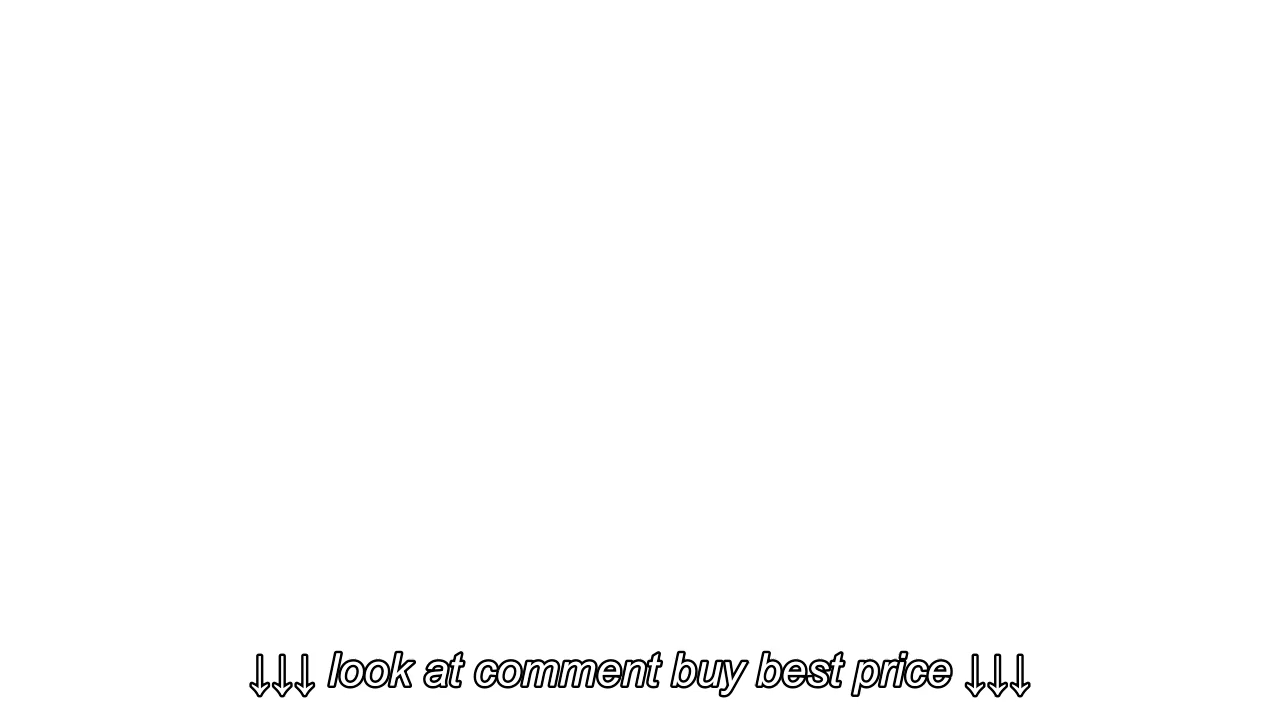 ↓↓↓ look at comment buy best price ↓↓↓